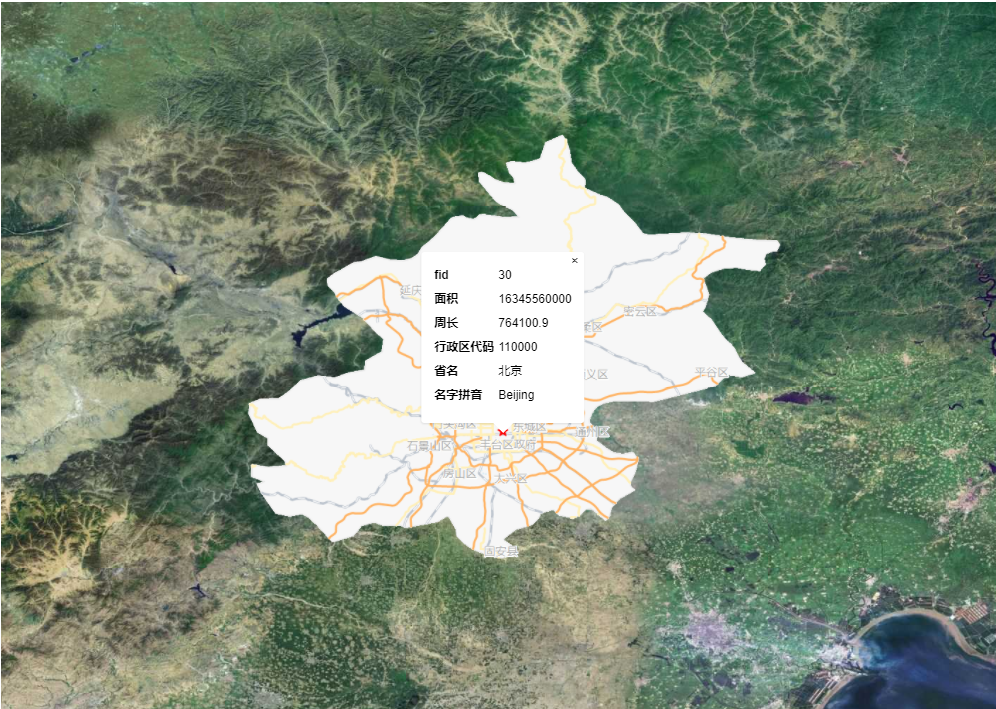 ×
fid 30
面积 16345560000
周长 764100.9
行政区代码 110000
省名 北京
名字拼音 Beijing
延庆
密云区
柔区
义区
平谷区
东城区
通州区
石景山区
丰台区政府
房山区
大兴区
固安县